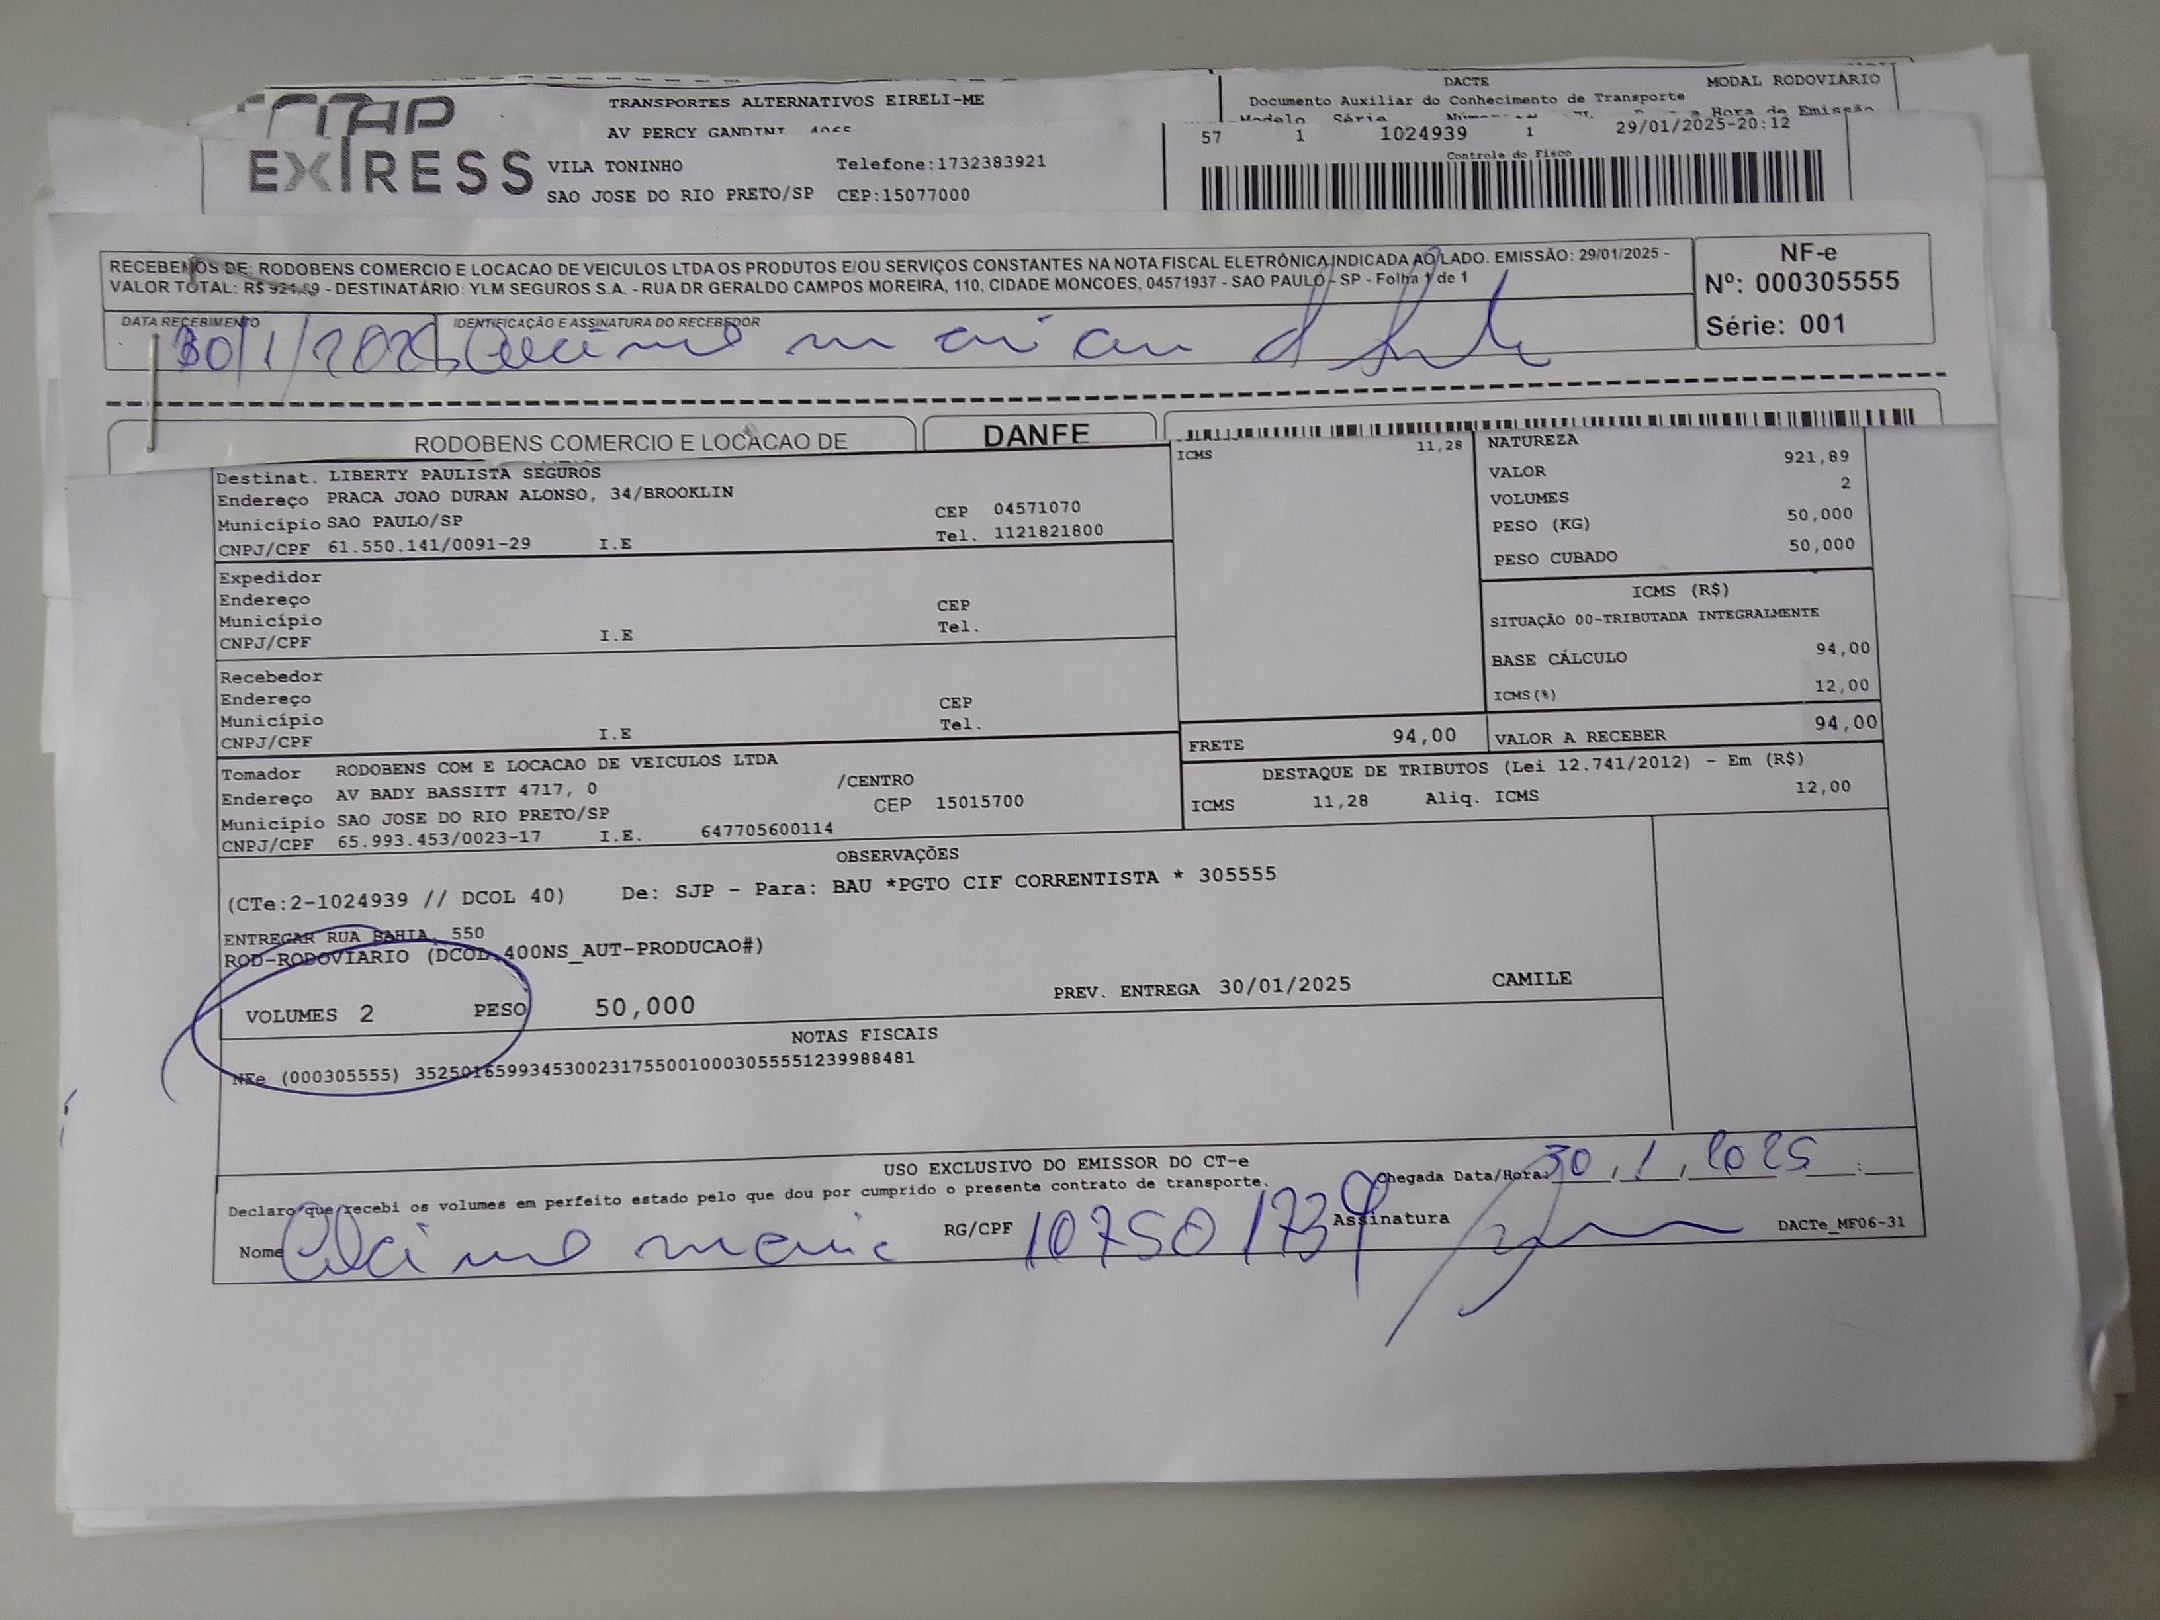 TAP
EXPRESS
TRANSPORTES ALTERNATIVOS EIRELI-ME
AV PERCY GANDINI
VILA TONINHO Telefone:1732383921
SAO JOSE DO RIO PRETO/SP CEP:15077000
DACTE MODAL RODOVIÁRIO
Documento Auxiliar do Conhecimento de Transporte
Modelo Série Hora de Emissão
57 1 1024939 1 29/01/2025-20:12
Controle do Fisco
RECEBEMOS DE: RODOBENS COMERCIO E LOCACAO DE VEICULOS LTDA OS PRODUTOS E/OU SERVIÇOS CONSTANTES NA NOTA FISCAL ELETRÔNICA INDICADA AO LADO. EMISSÃO: 29/01/2025 -
VALOR TOTAL: R$ 921,89 - DESTINATÁRIO: YLM SEGUROS S.A. - RUA DR GERALDO CAMPOS MOREIRA, 110, CIDADE MONCOES, 04571937 - SAO PAULO - SP - Folha 1 de 1
NF-e
Nº: 000305555
Série: 001
DATA RECEBIMENTO IDENTIFICAÇÃO E ASSINATURA DO RECEBEDOR
30/1/2025
RODOBENS COMERCIO E LOCACAO DE
DANFE
Destinat. LIBERTY PAULISTA SEGUROS
Endereço PRACA JOAO DURAN ALONSO, 34/BROOKLIN
Município SAO PAULO/SP CEP 04571070
CNPJ/CPF 61.550.141/0091-29 I.E Tel. 1121821800
Expedidor
Endereço
Município CEP
CNPJ/CPF I.E Tel.
Recebedor
Endereço
Município CEP
CNPJ/CPF I.E Tel.
Tomador RODOBENS COM E LOCACAO DE VEICULOS LTDA
Endereço AV BADY BASSITT 4717, 0 /CENTRO
Município SAO JOSE DO RIO PRETO/SP CEP 15015700
CNPJ/CPF 65.993.453/0023-17 I.E. 647705600114
ICMS 11,28
NATUREZA
VALOR 921,89
VOLUMES 2
PESO (KG) 50,000
PESO CUBADO 50,000
ICMS (R$)
SITUAÇÃO 00-TRIBUTADA INTEGRALMENTE
BASE CÁLCULO 94,00
ICMS(%) 12,00
FRETE 94,00 VALOR A RECEBER 94,00
DESTAQUE DE TRIBUTOS (Lei 12.741/2012) - Em (R$)
ICMS 11,28 Aliq. ICMS 12,00
OBSERVAÇÕES
(CTe:2-1024939 // DCOL 40) De: SJP - Para: BAU *PGTO CIF CORRENTISTA * 305555
ENTREGAR RUA BAHIA, 550
ROD-RODOVIARIO (DCOL 400NS_AUT-PRODUCAO#)
VOLUMES 2 PESO 50,000 PREV. ENTREGA 30/01/2025 CAMILE
NOTAS FISCAIS
NFe (000305555) 35250165993453002317550010003055551239988481
USO EXCLUSIVO DO EMISSOR DO CT-e
Declaro que recebi os volumes em perfeito estado pelo que dou por cumprido o presente contrato de transporte.
Chegada Data/Hora: 30, 1, 2025 :
Nome RG/CPF 107501739 Assinatura DACTe_MF06-31